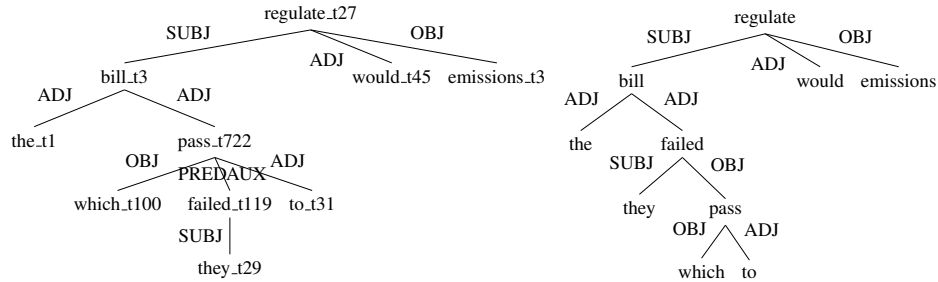 regulate_t27
SUBJ ADJ OBJ
bill_t3 would_t45 emissions_t3
ADJ ADJ
the_t1 pass_t722
OBJ PREDAUX ADJ
which_t100 failed_t119 to_t31
SUBJ
they_t29
regulate
SUBJ ADJ OBJ
bill would emissions
ADJ ADJ
the failed
SUBJ OBJ
they pass
OBJ ADJ
which to